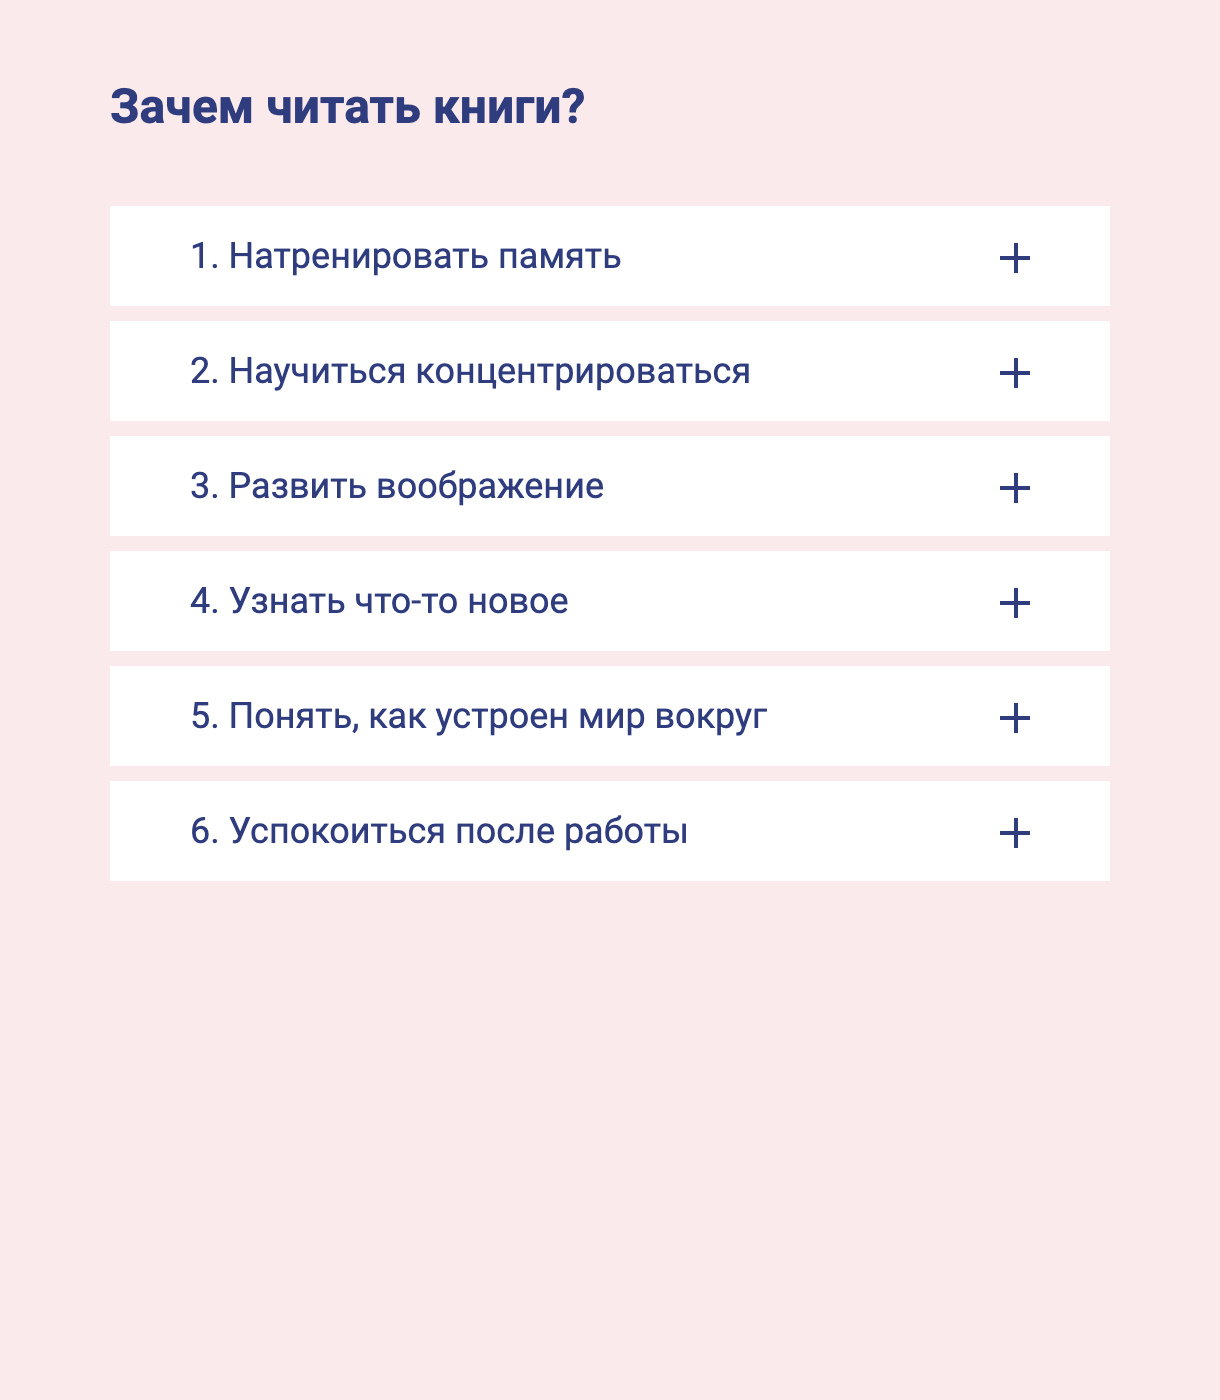 Зачем читать книги?
1. Натренировать память
2. Научиться концентрироваться
3. Развить воображение
4. Узнать что-то новое
5. Понять, как устроен мир вокруг
6. Успокоиться после работы